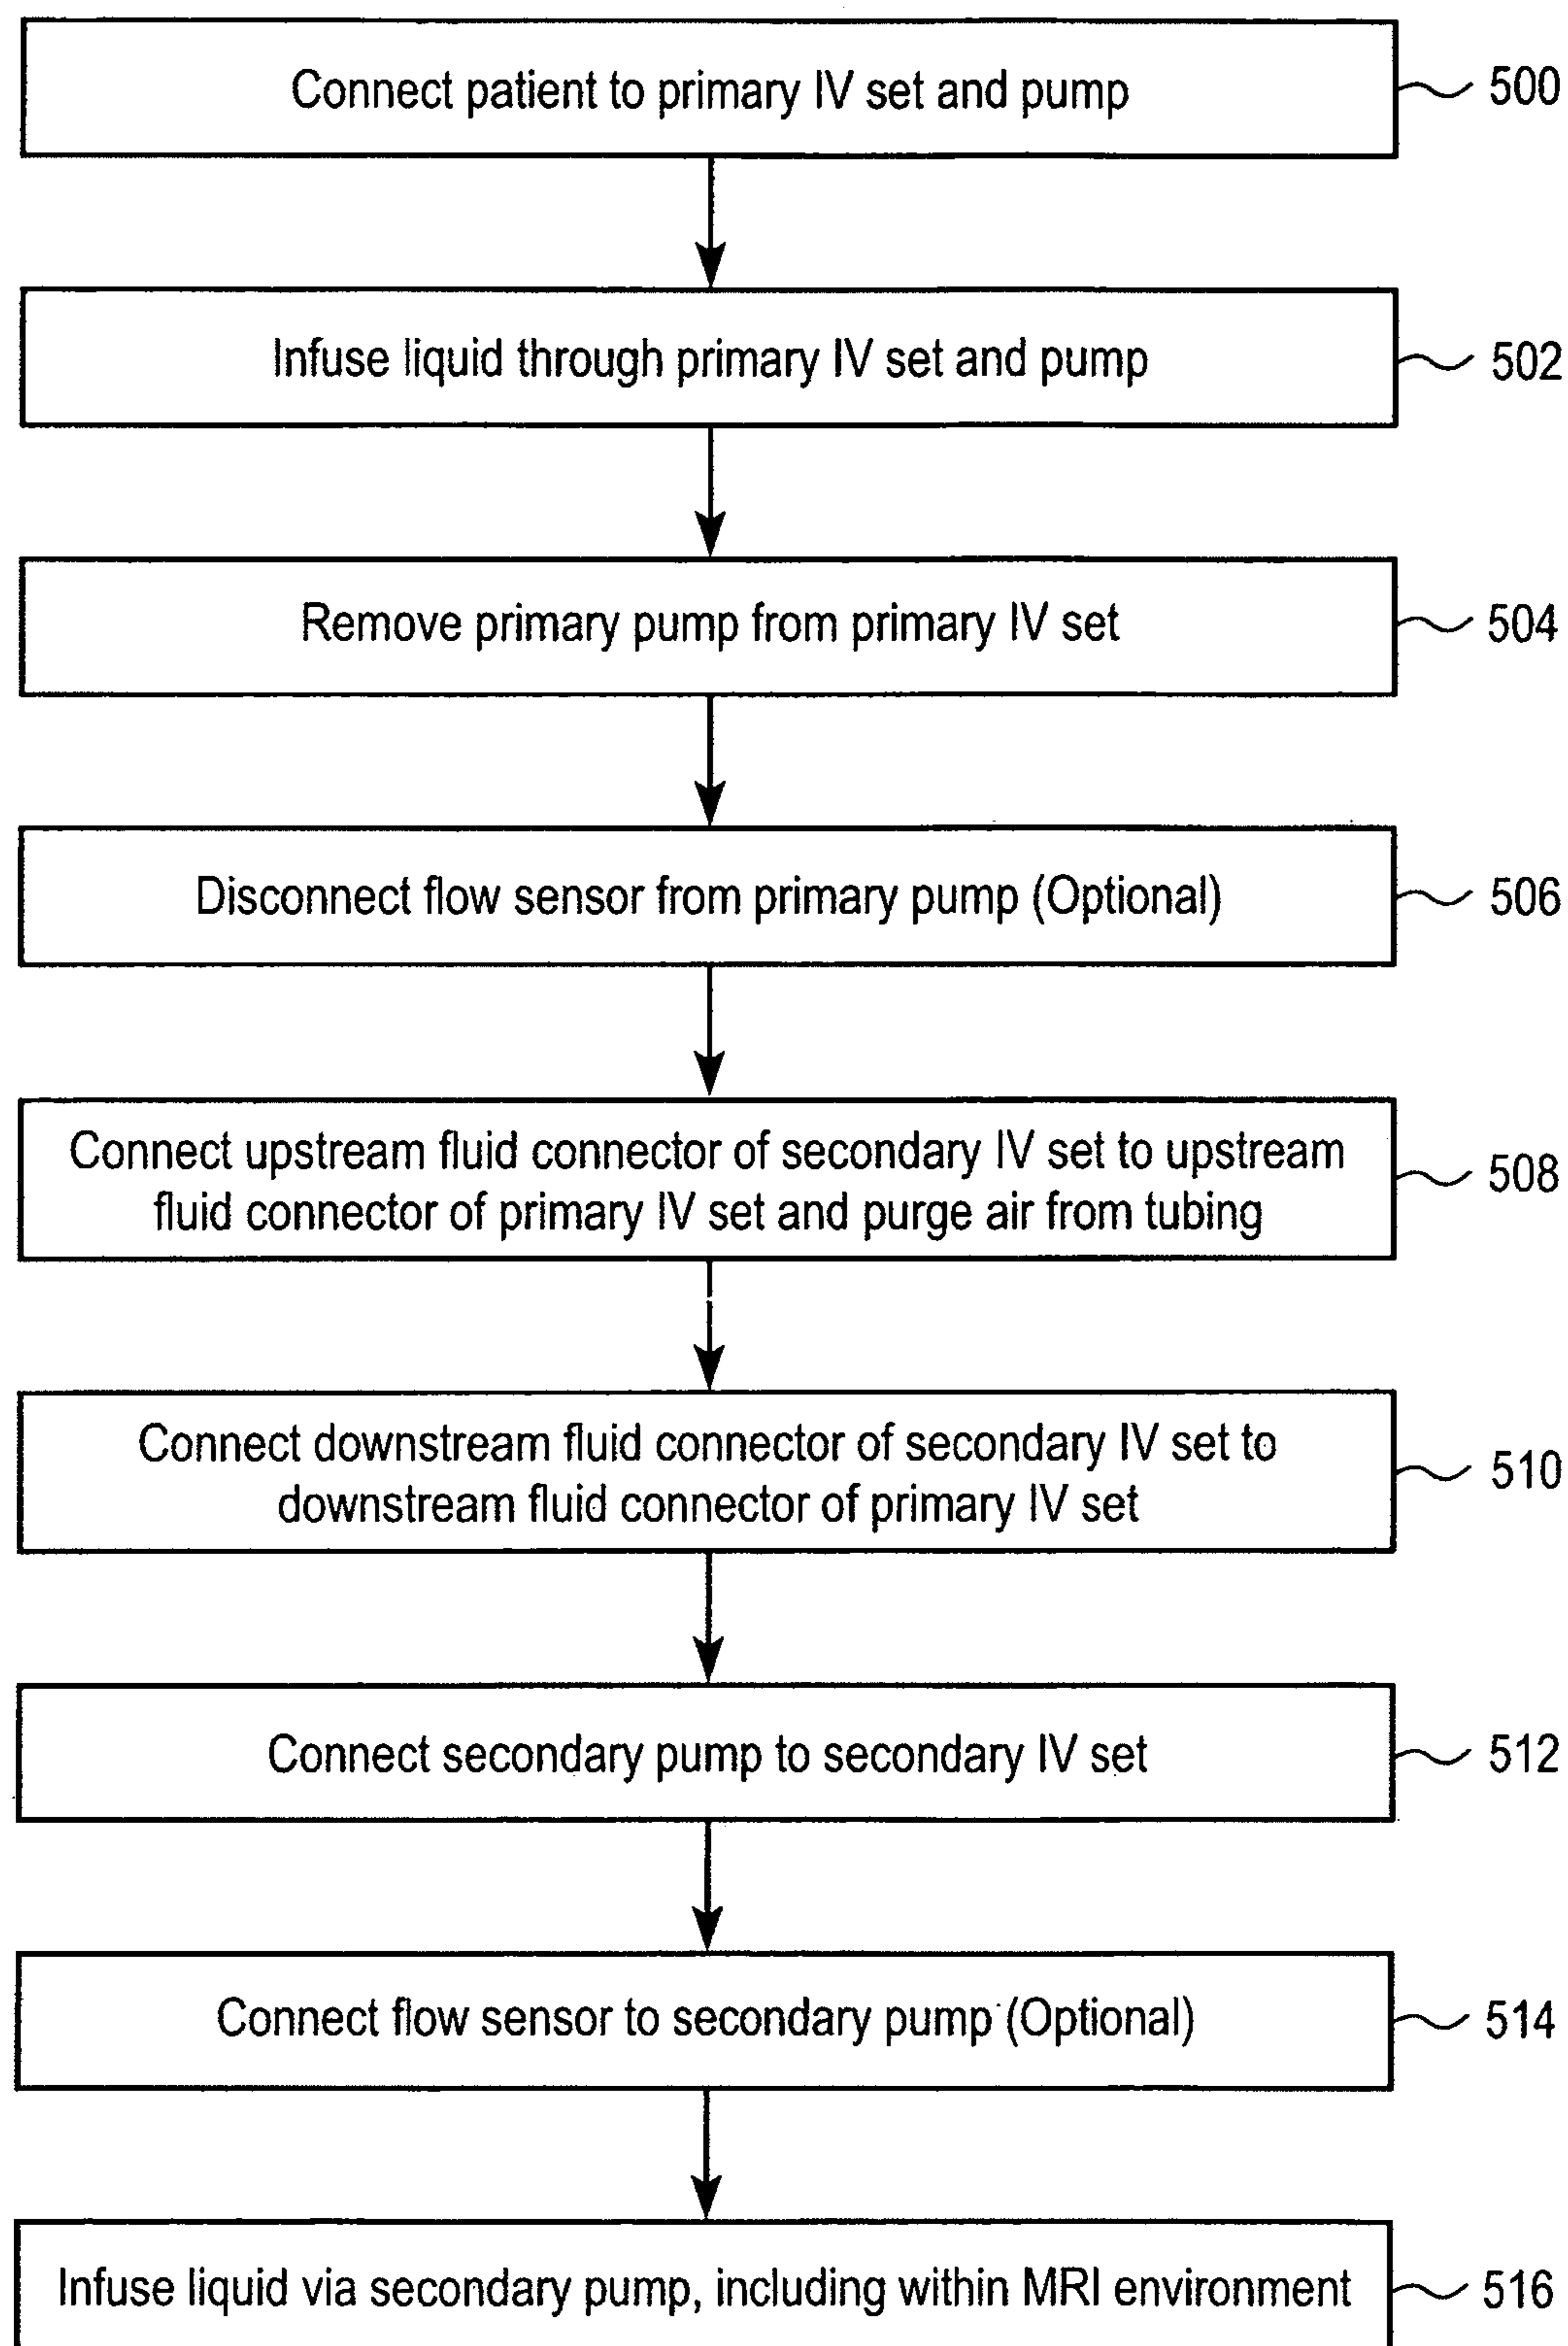 Connect patient to primary IV set and pump
500
Infuse liquid through primary IV set and pump
502
Remove primary pump from primary IV set
504
Disconnect flow sensor from primary pump (Optional)
506
Connect upstream fluid connector of secondary IV set to upstream
fluid connector of primary IV set and purge air from tubing
508
Connect downstream fluid connector of secondary IV set to
downstream fluid connector of primary IV set
510
Connect secondary pump to secondary IV set
512
Connect flow sensor to secondary pump (Optional)
514
Infuse liquid via secondary pump, including within MRI environment
516